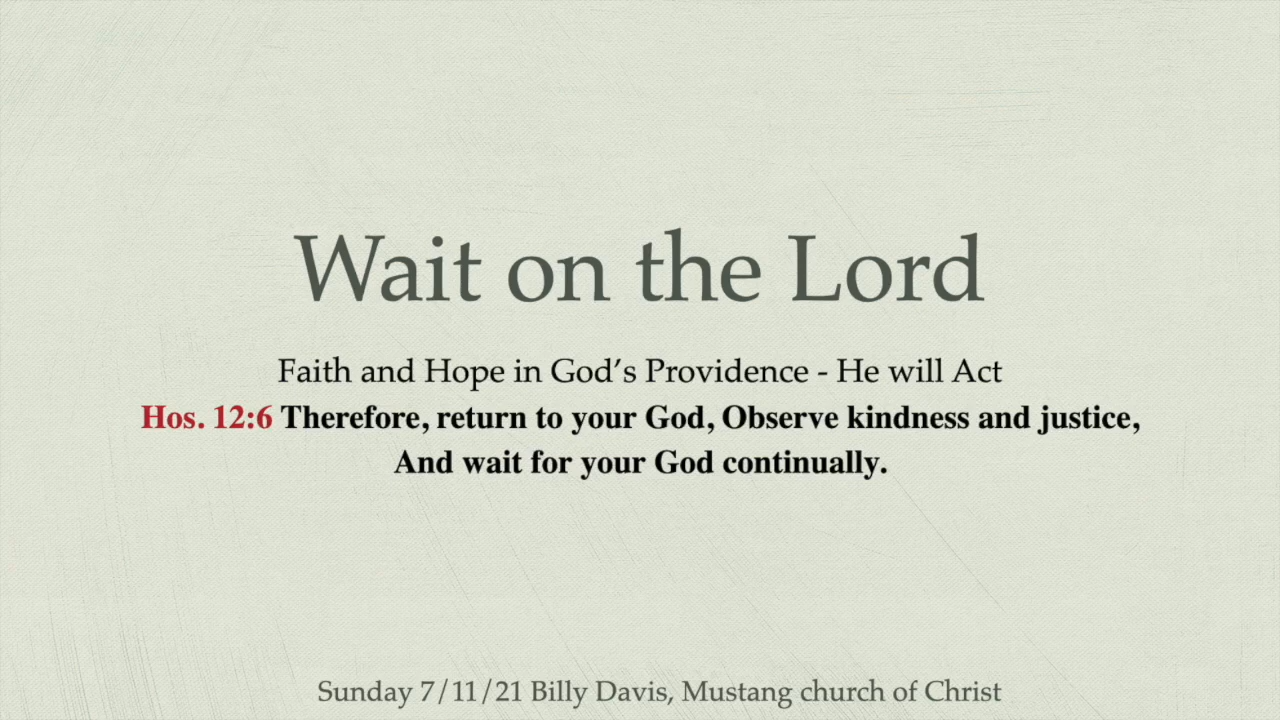 Wait on the Lord
Faith and Hope in God’s Providence - He will Act
Hos. 12:6 Therefore, return to your God, Observe kindness and justice,
And wait for your God continually.
Sunday 7/11/21 Billy Davis, Mustang church of Christ